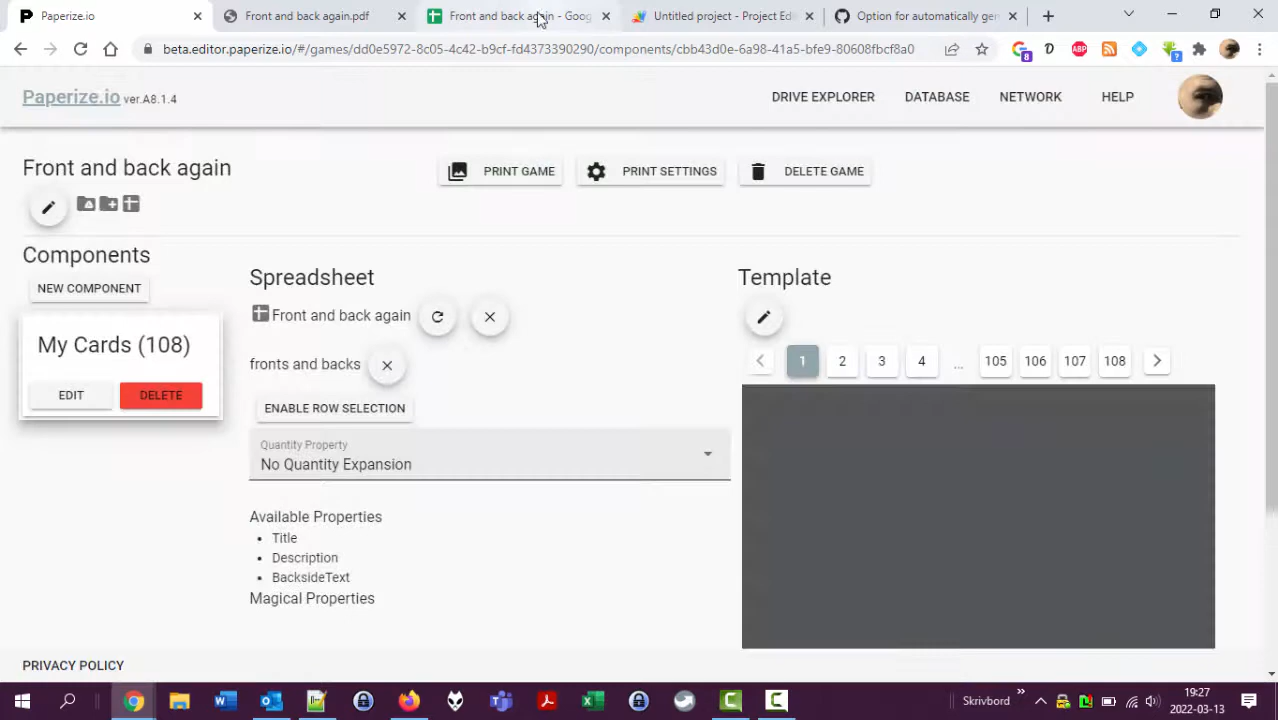 Paperize.io
Front and back again.pdf
Front and back again - Goog
Untitled project - Project Edi
Option for automatically gen
beta.editor.paperize.io/#/games/dd0e5972-8c05-4c42-b9cf-fd4373390290/components/cbb43d0e-6a98-41a5-bfe9-80608fbcf8a0
8
ABP
?
Paperize.io ver.A8.1.4
DRIVE EXPLORER
DATABASE
NETWORK
HELP
Front and back again
PRINT GAME
PRINT SETTINGS
DELETE GAME
Components
NEW COMPONENT
My Cards (108)
EDIT
DELETE
Spreadsheet
Front and back again
fronts and backs
ENABLE ROW SELECTION
Quantity Property
No Quantity Expansion
Available Properties
Title
Description
BacksideText
Magical Properties
Template
1 2 3 4 ... 105 106 107 108
PRIVACY POLICY
Skrivbord
19:27
2022-03-13